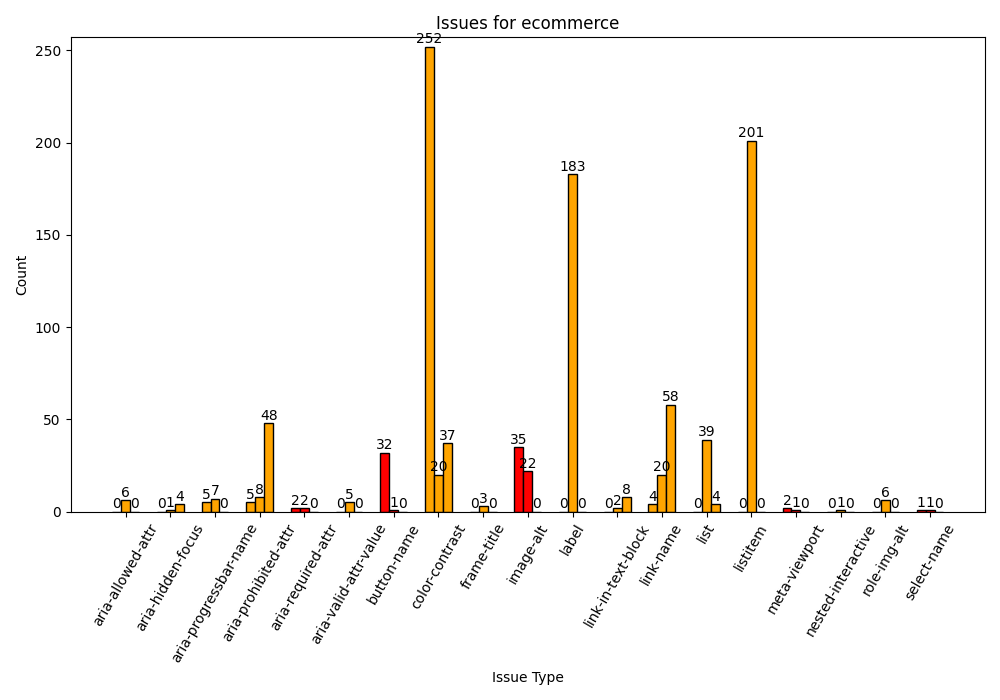 Issues for ecommerce
Count
250
200
150
100
50
0
0 6 0
0 1 4
5 7 0
5 8 48
2 2 0
0 5 0
32 1 0
252 20 37
0 3 0
35 22 0
0 183 0
0 2 8
4 20 58
0 39 4
0 201 0
2 1 0
0 1 0
0 6 0
1 1 0
aria-allowed-attr
aria-hidden-focus
aria-progressbar-name
aria-prohibited-attr
aria-required-attr
aria-valid-attr-value
button-name
color-contrast
frame-title
image-alt
label
link-in-text-block
link-name
list
listitem
meta-viewport
nested-interactive
role-img-alt
select-name
Issue Type